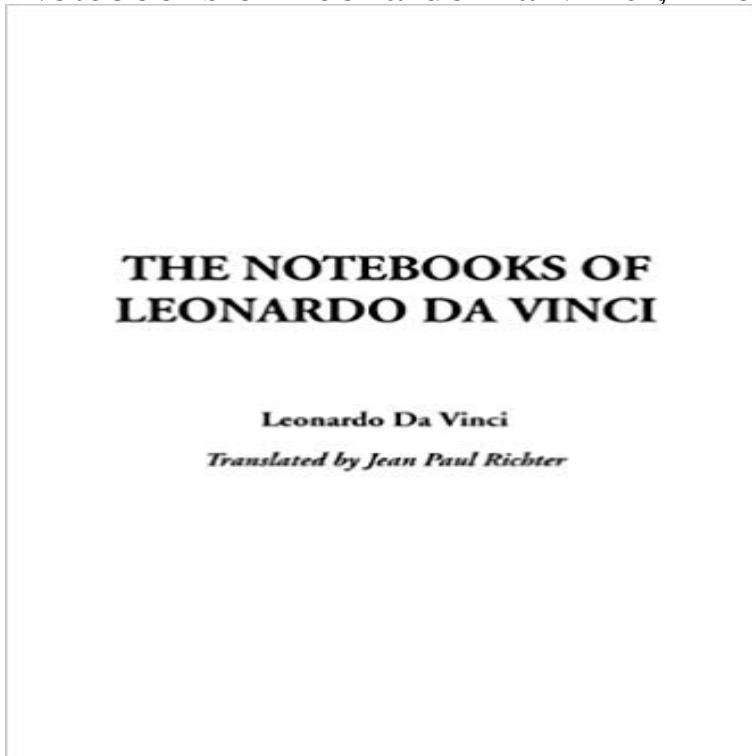 THE NOTEBOOKS OF
LEONARDO DA VINCI
Leonardo Da Vinci
Translated by Jean Paul Richter